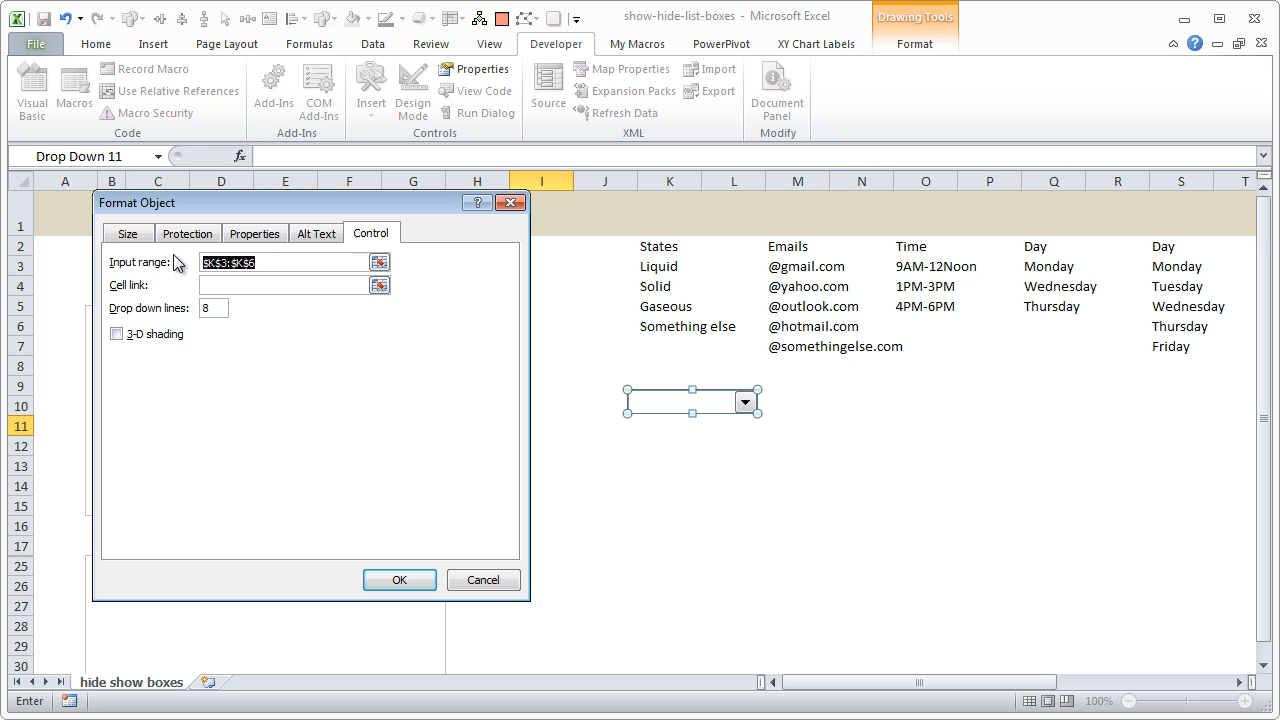 show-hide-list-boxes - Microsoft Excel
Drawing Tools
File Home Insert Page Layout Formulas Data Review View Developer My Macros PowerPivot XY Chart Labels Format
Visual Basic
Macros
Record Macro
Use Relative References
Macro Security
Code
Add-Ins
COM Add-Ins
Add-Ins
Insert
Design Mode
Properties
View Code
Run Dialog
Controls
Source
Map Properties
Expansion Packs
Refresh Data
Import
Export
XML
Document Panel
Modify
Drop Down 11
fx
A B C D E F G H I J K L M N O P Q R S T
Format Object
Size Protection Properties Alt Text Control
Input range: $K$3:$K$6
Cell link:
Drop down lines: 8
3-D shading
OK Cancel
1
2 States Emails Time Day Day
3 Liquid @gmail.com 9AM-12Noon Monday Monday
4 Solid @yahoo.com 1PM-3PM Wednesday Tuesday
5 Gaseous @outlook.com 4PM-6PM Thursday Wednesday
6 Something else @hotmail.com Thursday
7 @somethingelse.com Friday
8
9
10
11
12
13
14
15
16
17
25
26
27
28
29
30
hide show boxes
Enter
100%